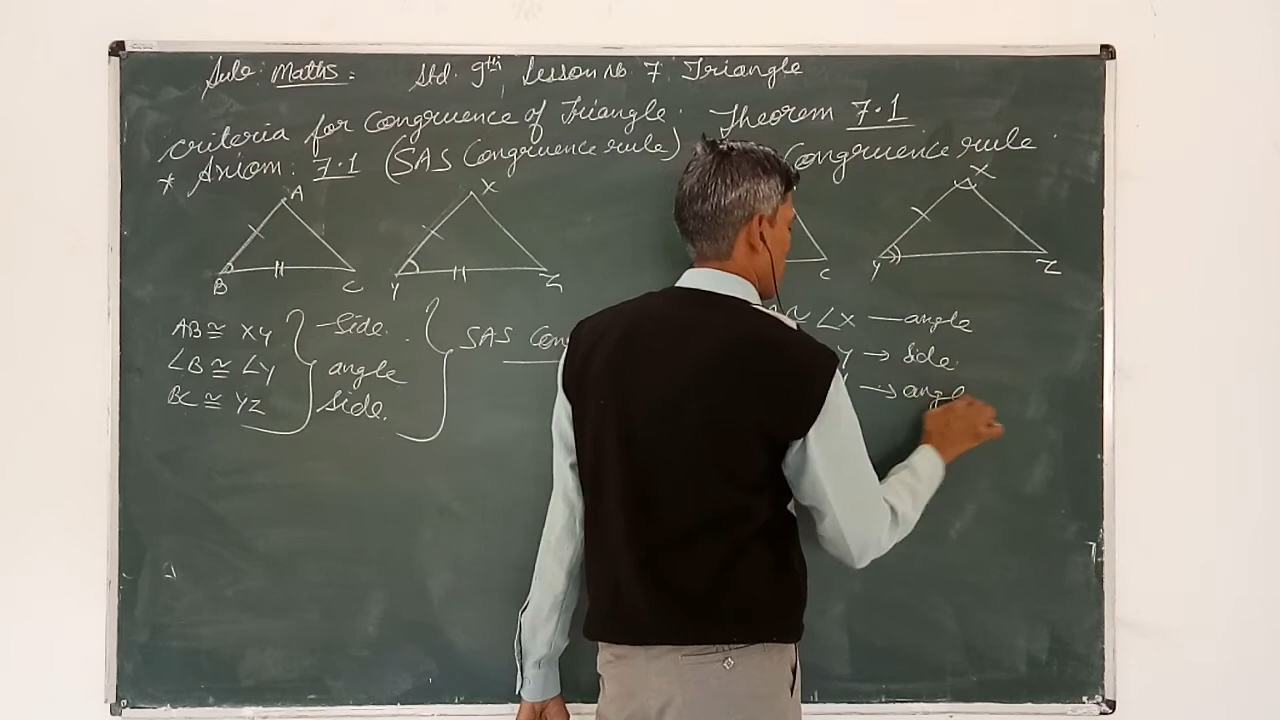 Sub: Maths. Std. 9th, Lesson No 7. Triangle
criteria for congruence of Triangle. Theorem 7.1
* Axiom: 7.1 (SAS Congruence rule) Congruence rule.
A X X
B C Y Z C Y Z
AB ≅ XY Side. SAS Con ∠X — angle
∠B ≅ ∠Y angle Y → Side.
BC ≅ YZ Side. → angle